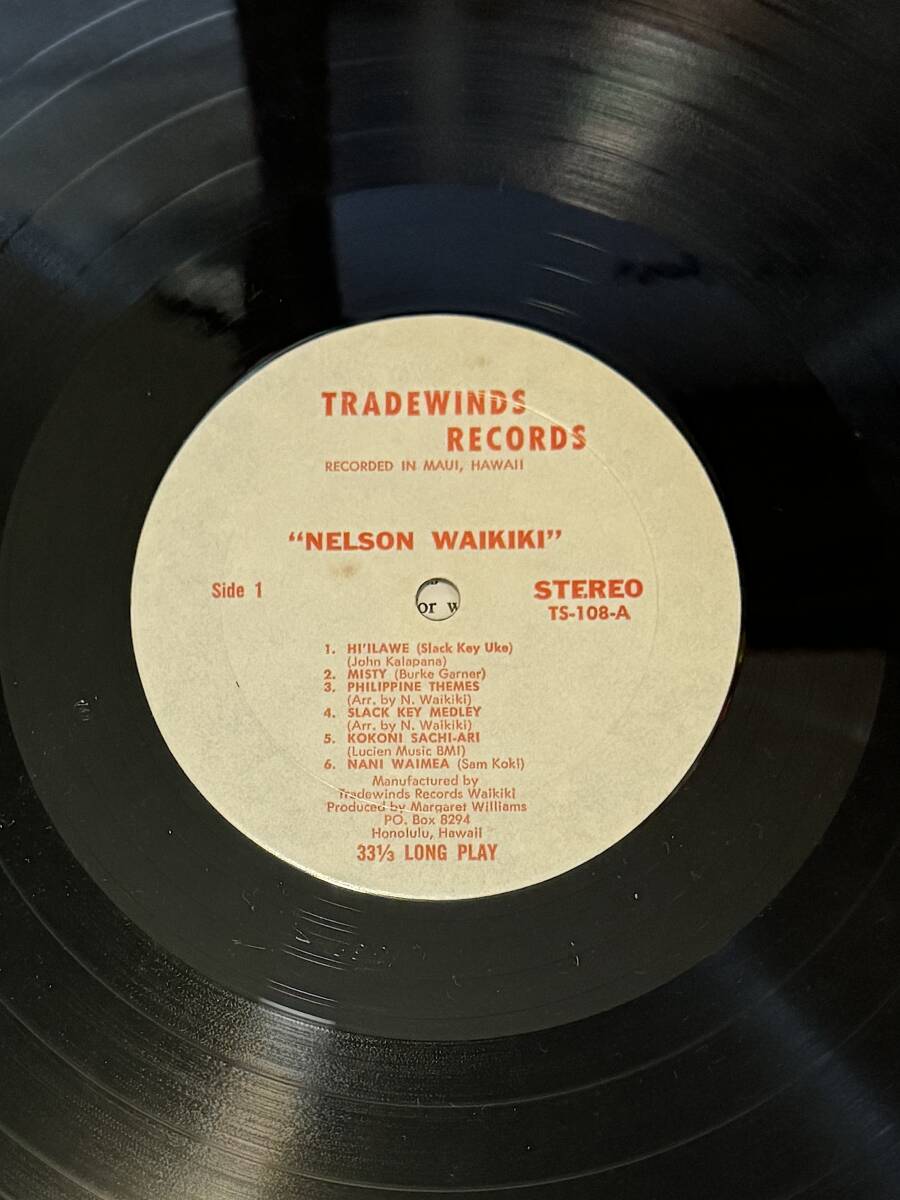 TRADEWINDS
RECORDS
RECORDED IN MAUI, HAWAII
“NELSON WAIKIKI”
Side 1
STEREO
TS-108-A
or w
1. HI'ILAWE (Slack Key Uke)
(John Kalapana)
2. MISTY (Burke Garner)
3. PHILIPPINE THEMES
(Arr. by N. Waikiki)
4. SLACK KEY MEDLEY
(Arr. by N. Waikiki)
5. KOKONI SACHI-ARI
(Lucien Music BMI)
6. NANI WAIMEA (Sam Koki)
Manufactured by
Tradewinds Records Waikiki
Produced by Margaret Williams
PO. Box 8294
Honolulu, Hawaii
33⅓ LONG PLAY